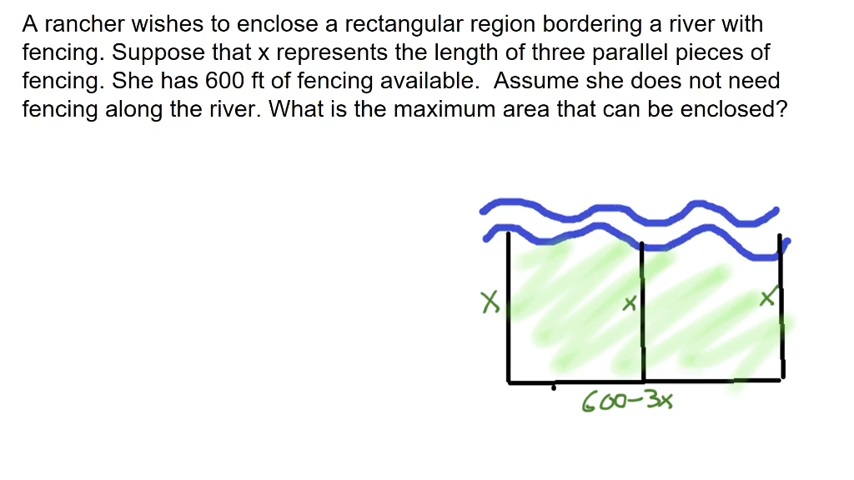 A rancher wishes to enclose a rectangular region bordering a river with
fencing. Suppose that x represents the length of three parallel pieces of
fencing. She has 600 ft of fencing available.  Assume she does not need
fencing along the river. What is the maximum area that can be enclosed?
x x x
600-3x